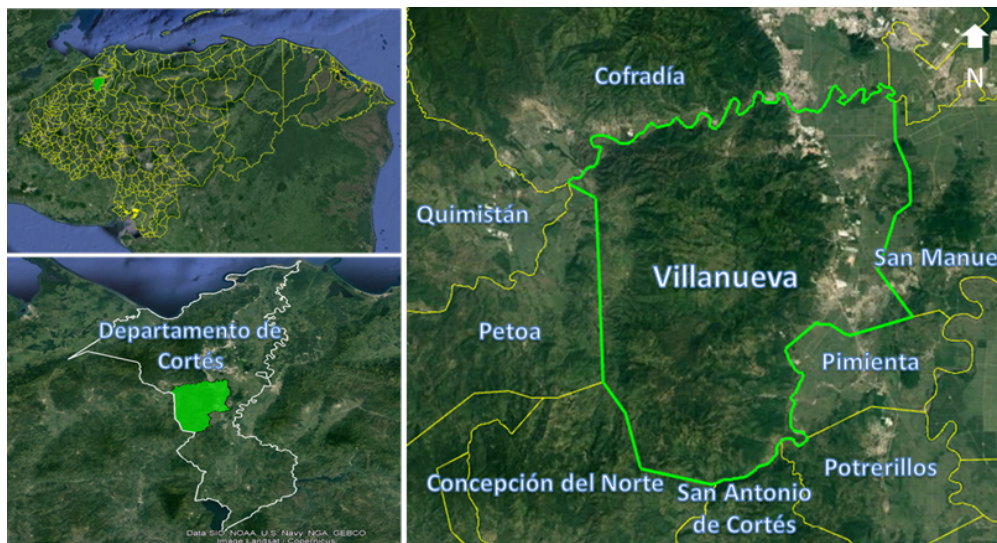 Departamento de
Cortés
Data SIO, NOAA, U.S. Navy, NGA, GEBCO
Image Landsat / Copernicus
N
Cofradía
Quimistán
Villanueva
San Manue
Petoa
Pimienta
Concepción del Norte
San Antonio
de Cortés
Potrerillos